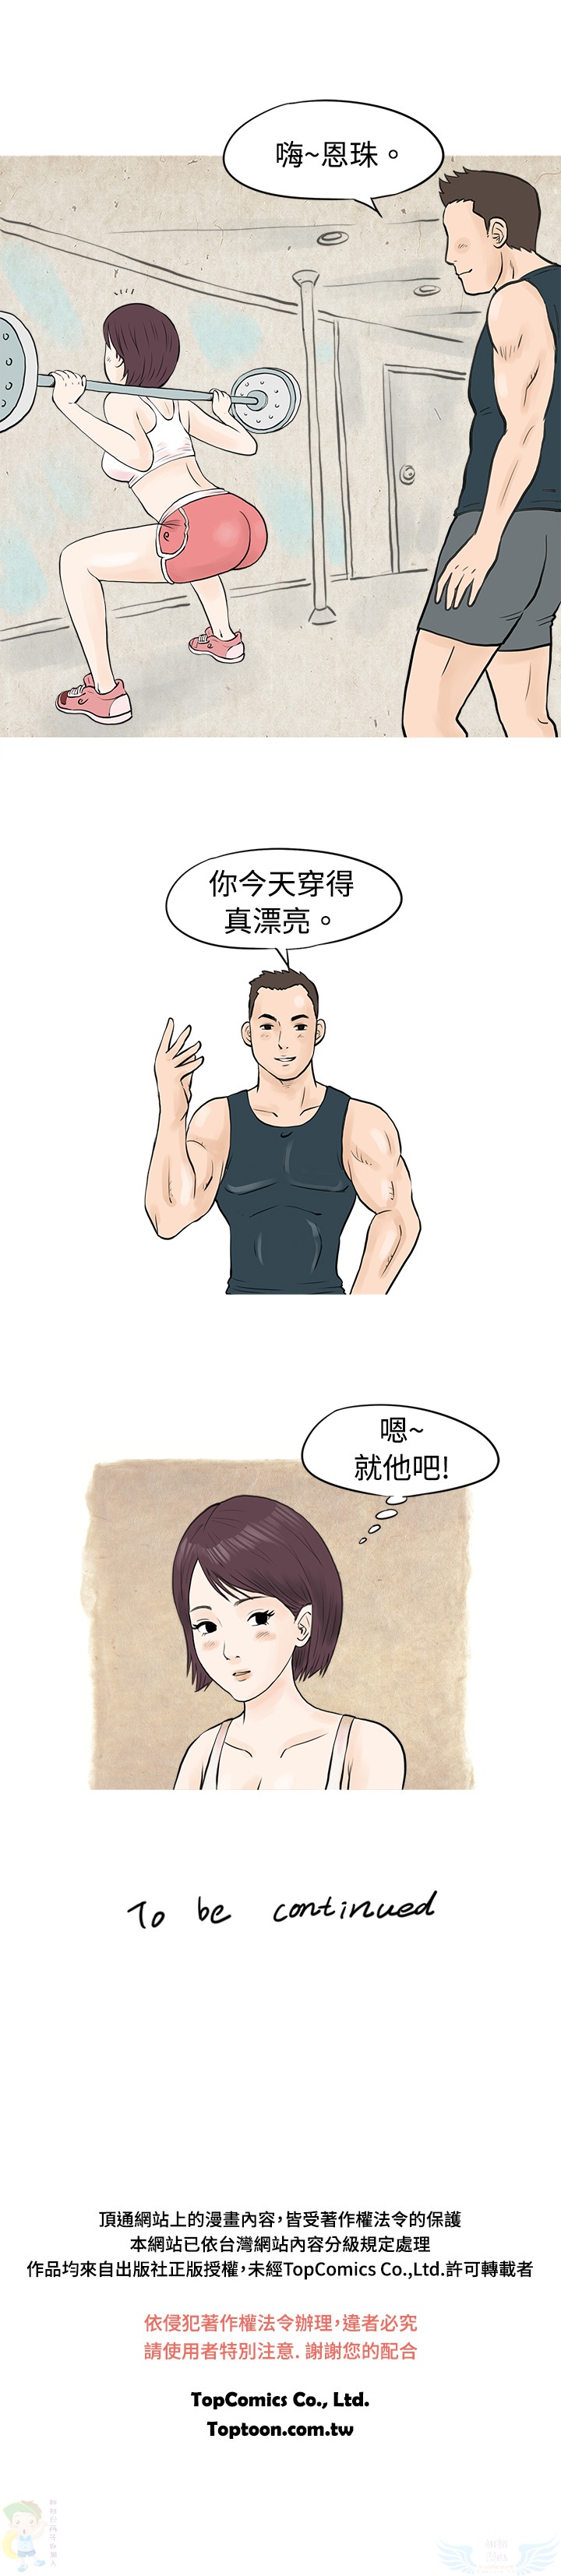 嗨~恩珠。
你今天穿得
真漂亮。
嗯~
就他吧!
To be continued
頂通網站上的漫畫內容，皆受著作權法令的保護
本網站已依台灣網站內容分級規定處理
作品均來自出版社正版授權，未經TopComics Co.,Ltd.許可轉載者
依侵犯著作權法令辦理，違者必究
請使用者特別注意. 謝謝您的配合
TopComics Co., Ltd.
Toptoon.com.tw